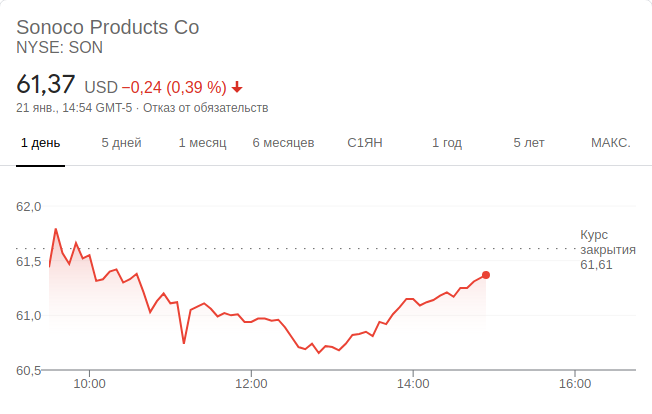 Sonoco Products Co
NYSE: SON
61,37 USD −0,24 (0,39 %)
21 янв., 14:54 GMT-5 · Отказ от обязательств
1 день 5 дней 1 месяц 6 месяцев С1ЯН 1 год 5 лет МАКС.
62,0
Курс
закрытия
61,61
61,5
61,0
60,5
10:00 12:00 14:00 16:00